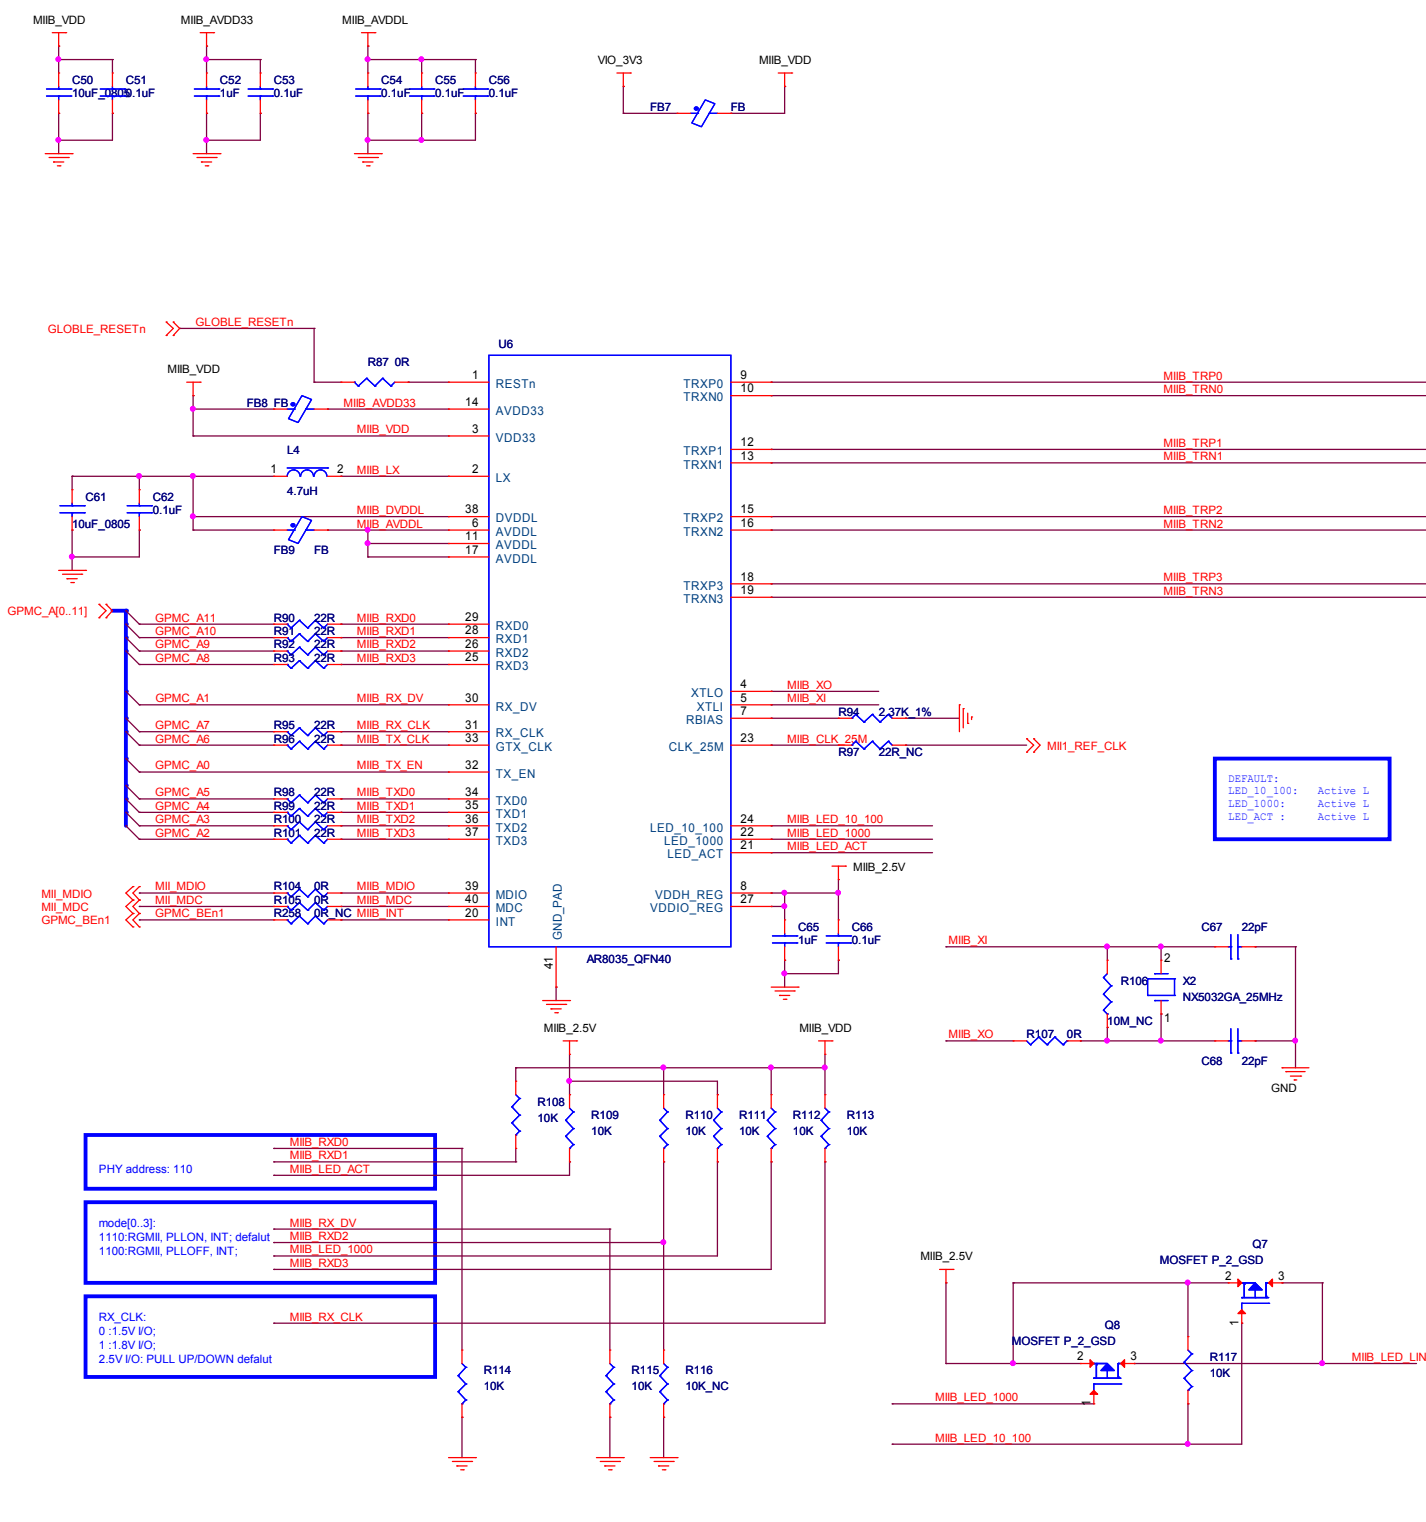 MIIB_VDD
MIIB_AVDD33
MIIB_AVDDL
C50
10uF_0805
C51
0.1uF
C52
1uF
C53
0.1uF
C54
0.1uF
C55
0.1uF
C56
0.1uF
VIO_3V3
MIIB_VDD
FB7
FB
GLOBLE_RESETn
GLOBLE_RESETn
R87 0R
MIIB_VDD
FB8 FB
MIIB_AVDD33
MIIB_VDD
L4
1
2
MIIB_LX
4.7uH
C61
10uF_0805
C62
0.1uF
MIIB_DVDDL
MIIB_AVDDL
FB9
FB
U6
1 RESTn
14 AVDD33
3 VDD33
2 LX
38 DVDDL
6 AVDDL
11 AVDDL
17 AVDDL
GPMC_A[0..11]
GPMC_A11 R90 22R MIIB_RXD0 29 RXD0
GPMC_A10 R91 22R MIIB_RXD1 28 RXD1
GPMC_A9 R92 22R MIIB_RXD2 26 RXD2
GPMC_A8 R93 22R MIIB_RXD3 25 RXD3
GPMC_A1 MIIB_RX_DV 30 RX_DV
GPMC_A7 R95 22R MIIB_RX_CLK 31 RX_CLK
GPMC_A6 R96 22R MIIB_TX_CLK 33 GTX_CLK
GPMC_A0 MIIB_TX_EN 32 TX_EN
GPMC_A5 R98 22R MIIB_TXD0 34 TXD0
GPMC_A4 R99 22R MIIB_TXD1 35 TXD1
GPMC_A3 R100 22R MIIB_TXD2 36 TXD2
GPMC_A2 R101 22R MIIB_TXD3 37 TXD3
MII_MDIO MII_MDIO R104 0R MIIB_MDIO 39 MDIO
MII_MDC MII_MDC R105 0R MIIB_MDC 40 MDC
GPMC_BEn1 GPMC_BEn1 R258 0R_NC MIIB_INT 20 INT
GND_PAD
41
AR8035_QFN40
TRXP0 9 MIIB_TRP0
TRXN0 10 MIIB_TRN0
TRXP1 12 MIIB_TRP1
TRXN1 13 MIIB_TRN1
TRXP2 15 MIIB_TRP2
TRXN2 16 MIIB_TRN2
TRXP3 18 MIIB_TRP3
TRXN3 19 MIIB_TRN3
XTLO 4 MIIB_XO
XTLI 5 MIIB_XI
RBIAS 7 R94 2.37K_1%
CLK_25M 23 MIIB_CLK_25M R97 22R_NC MII1_REF_CLK
LED_10_100 24 MIIB_LED_10_100
LED_1000 22 MIIB_LED_1000
LED_ACT 21 MIIB_LED_ACT
MIIB_2.5V
VDDH_REG 8
VDDIO_REG 27
C65
1uF
C66
0.1uF
DEFAULT:
LED_10_100: Active L
LED_1000: Active L
LED_ACT : Active L
MIIB_XI
C67 22pF
2
R106
10M_NC
X2
NX5032GA_25MHz
1
MIIB_XO
R107 0R
C68 22pF
GND
MIIB_2.5V
MIIB_VDD
R108
10K
R109
10K
R110
10K
R111
10K
R112
10K
R113
10K
PHY address: 110
MIIB_RXD0
MIIB_RXD1
MIIB_LED_ACT
mode[0..3]:
1110:RGMII, PLLON, INT; defalut
1100:RGMII, PLLOFF, INT;
MIIB_RX_DV
MIIB_RXD2
MIIB_LED_1000
MIIB_RXD3
RX_CLK:
0 :1.5V I/O;
1 :1.8V I/O;
2.5V I/O: PULL UP/DOWN defalut
MIIB_RX_CLK
R114
10K
R115
10K
R116
10K_NC
MIIB_2.5V
Q7
MOSFET P_2_GSD
2
3
1
Q8
MOSFET P_2_GSD
2
3
1
R117
10K
MIIB_LED_LIN
MIIB_LED_1000
MIIB_LED_10_100